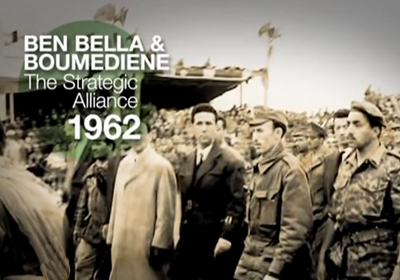 BEN BELLA &
BOUMEDIENE
The Strategic
Alliance
1962